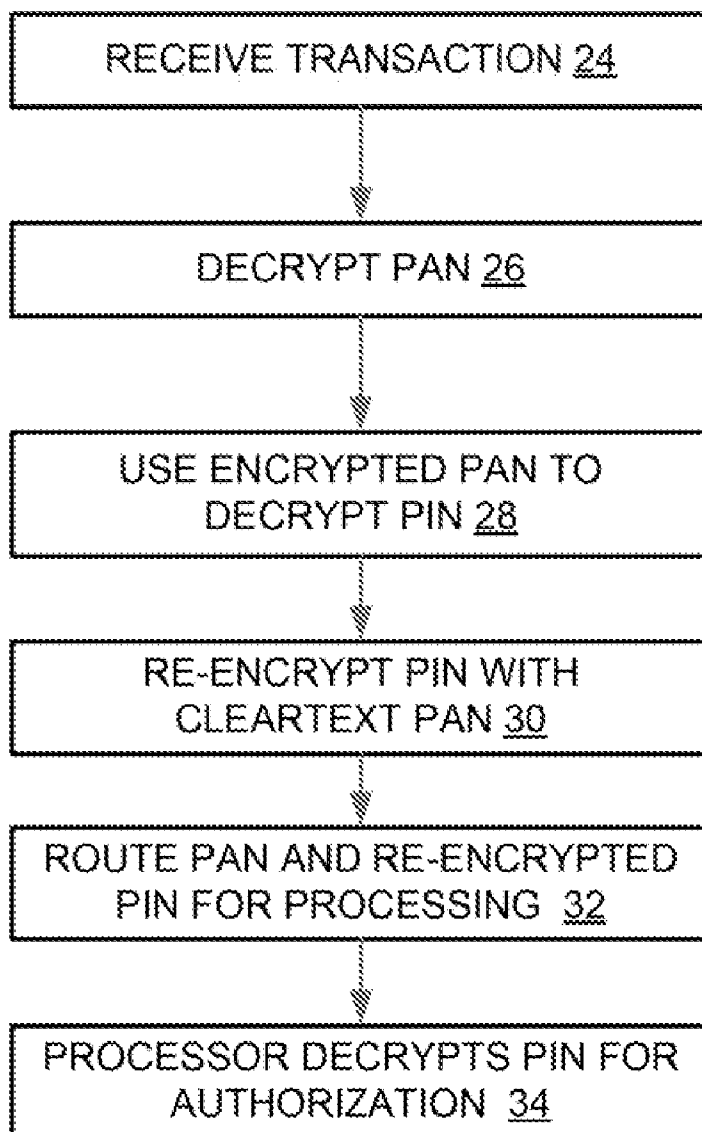 RECEIVE TRANSACTION 24
DECRYPT PAN 26
USE ENCRYPTED PAN TO
DECRYPT PIN 28
RE-ENCRYPT PIN WITH
CLEARTEXT PAN 30
ROUTE PAN AND RE-ENCRYPTED
PIN FOR PROCESSING 32
PROCESSOR DECRYPTS PIN FOR
AUTHORIZATION 34